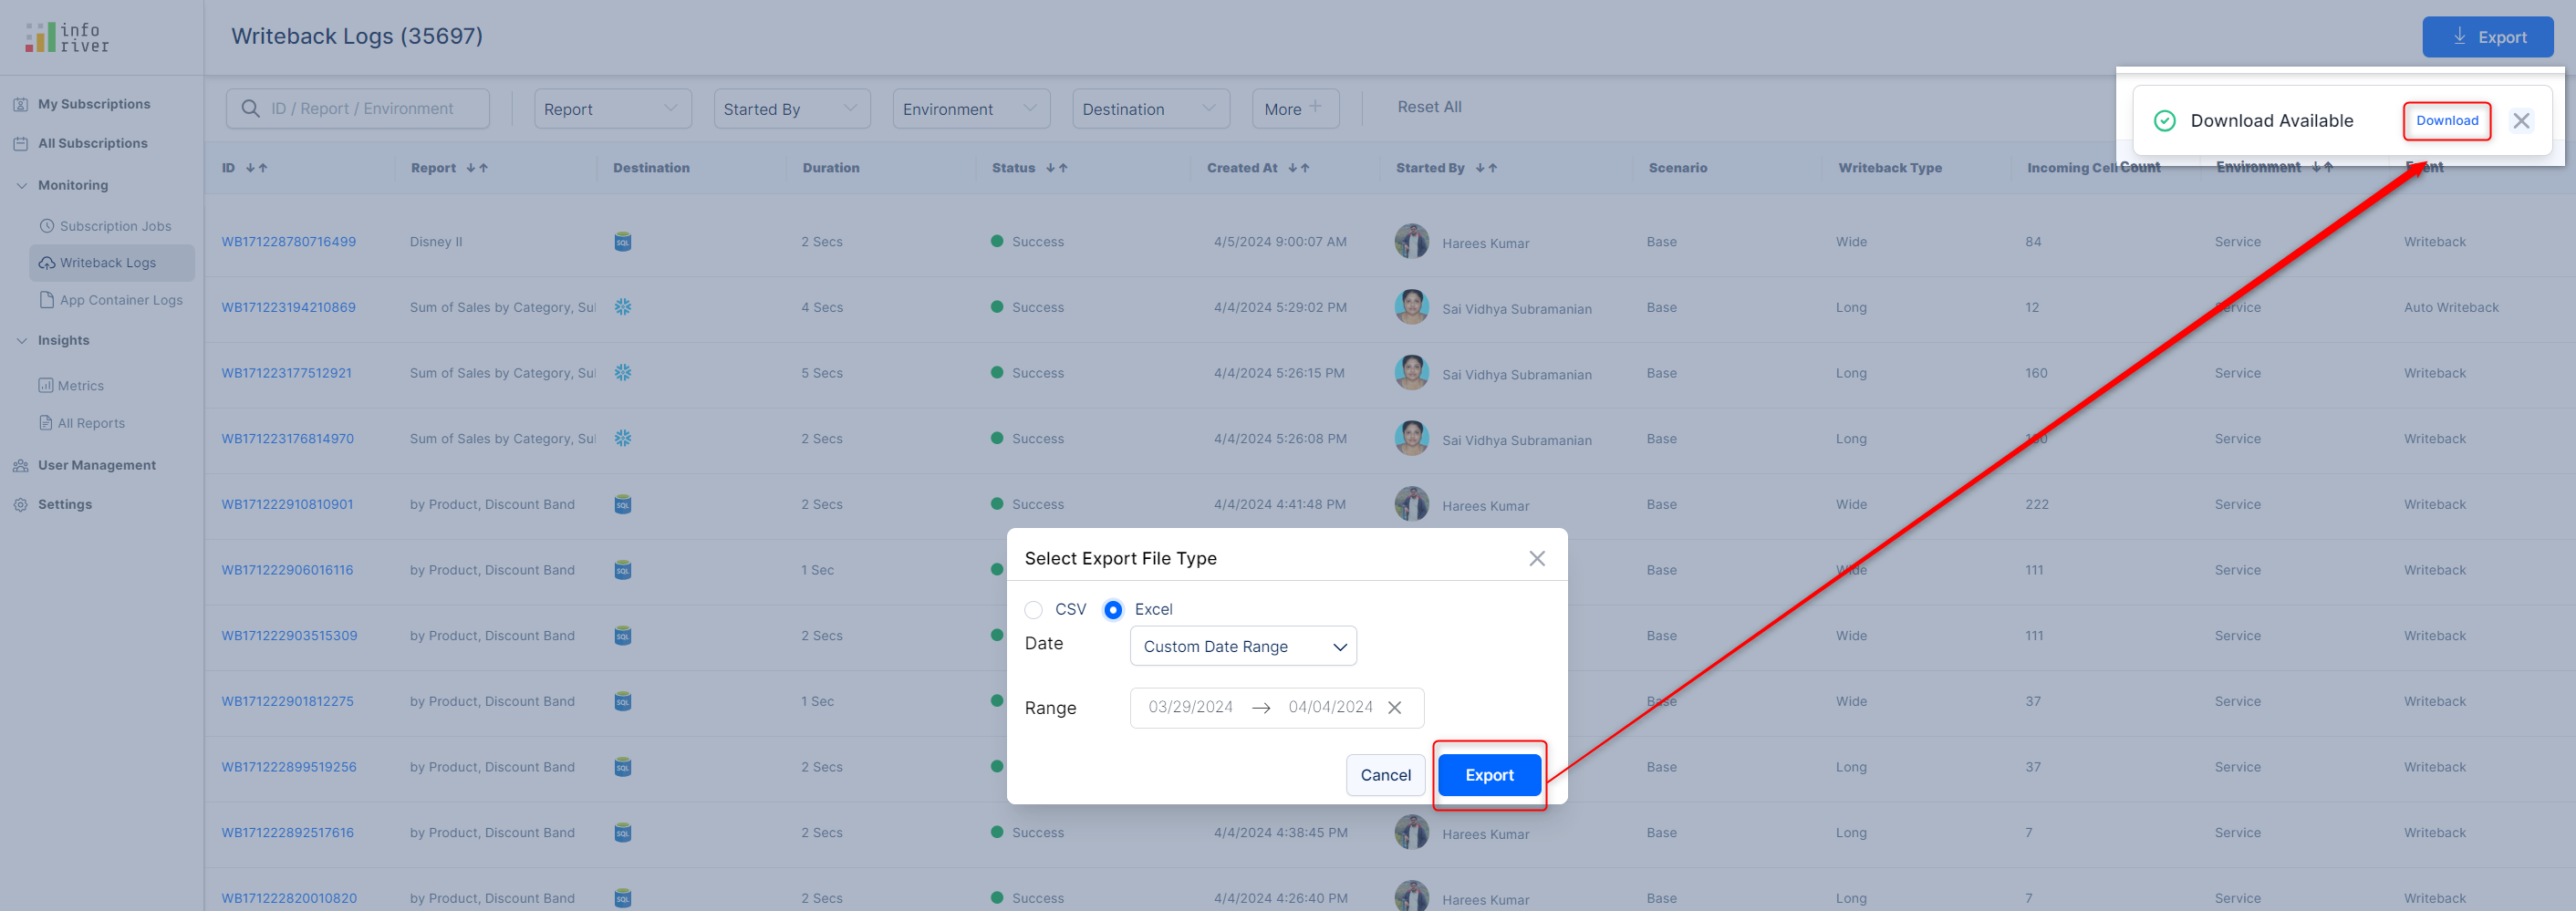 info
river
Writeback Logs (35697)
Export
My Subscriptions
All Subscriptions
Monitoring
Subscription Jobs
Writeback Logs
App Container Logs
Insights
Metrics
All Reports
User Management
Settings
ID / Report / Environment
Report
Started By
Environment
Destination
More
Reset All
Download Available
Download
ID Report Destination Duration Status Created At Started By Scenario Writeback Type Incoming Cell Count Environment
WB171228780716499 Disney II SQL 2 Secs Success 4/5/2024 9:00:07 AM Harees Kumar Base Wide 84 Service Writeback
WB171223194210869 Sum of Sales by Category, Sul 4 Secs Success 4/4/2024 5:29:02 PM Sai Vidhya Subramanian Base Long 12 Service Auto Writeback
WB171223177512921 Sum of Sales by Category, Sul 5 Secs Success 4/4/2024 5:26:15 PM Sai Vidhya Subramanian Base Long 160 Service Writeback
WB171223176814970 Sum of Sales by Category, Sul 2 Secs Success 4/4/2024 5:26:08 PM Sai Vidhya Subramanian Base Long Service Writeback
WB171222910810901 by Product, Discount Band SQL 2 Secs Success 4/4/2024 4:41:48 PM Harees Kumar Base Wide 222 Service Writeback
WB171222906016116 by Product, Discount Band SQL 1 Sec Base Wide 111 Service Writeback
WB171222903515309 by Product, Discount Band SQL 2 Secs Base Wide 111 Service Writeback
WB171222901812275 by Product, Discount Band SQL 1 Sec Base Wide 37 Service Writeback
WB171222899519256 by Product, Discount Band SQL 2 Secs Base Long 37 Service Writeback
WB171222892517616 by Product, Discount Band SQL 2 Secs Success 4/4/2024 4:38:45 PM Harees Kumar Base Long 7 Service Writeback
WB171222820010820 by Product, Discount Band SQL 2 Secs Success 4/4/2024 4:26:40 PM Harees Kumar Base Long 7 Service Writeback
Select Export File Type
CSV Excel
Date Custom Date Range
Range 03/29/2024 → 04/04/2024
Cancel Export